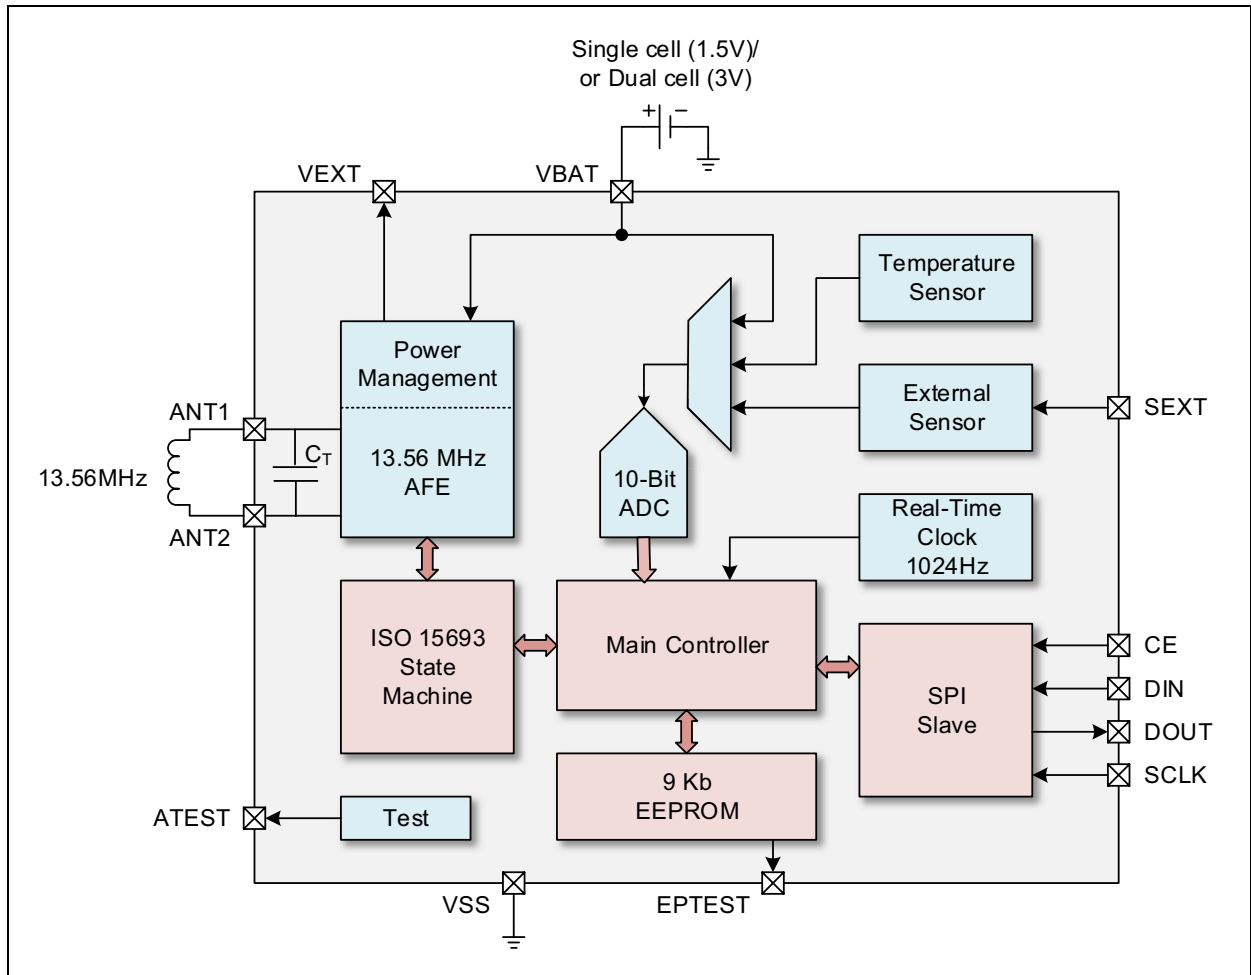 Single cell (1.5V)/
or Dual cell (3V)
+ −
VEXT
VBAT
Temperature
Sensor
Power
Management
External
Sensor
SEXT
ANT1
CT
13.56MHz
13.56 MHz
AFE
10-Bit
ADC
ANT2
Real-Time
Clock
1024Hz
ISO 15693
State
Machine
Main Controller
SPI
Slave
CE
DIN
DOUT
SCLK
9 Kb
EEPROM
ATEST
Test
VSS
EPTEST